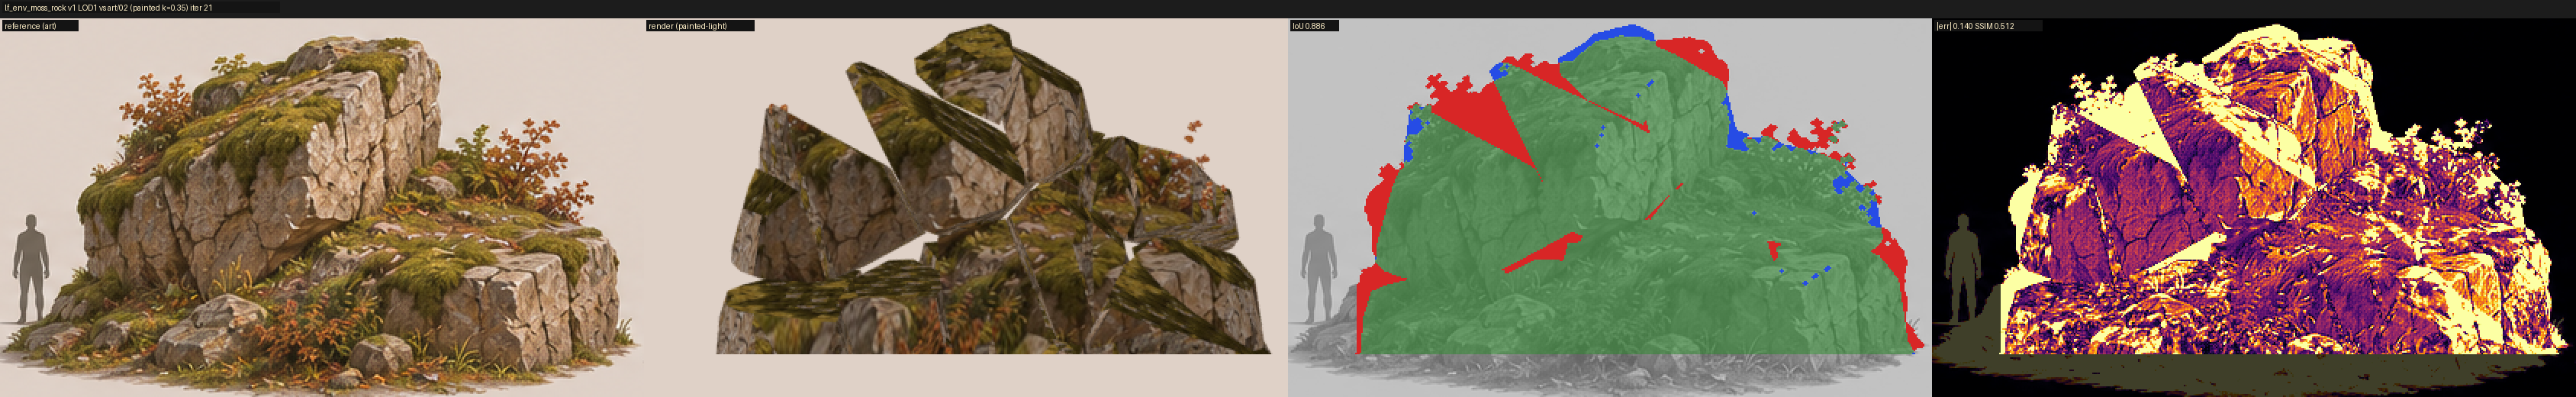 tf_env_moss_rock v1 LOD1 vs art/02 (painted k=0.35) iter 21
reference (art)
render (painted-light)
IoU 0.886
|err| 0.140 SSIM 0.512